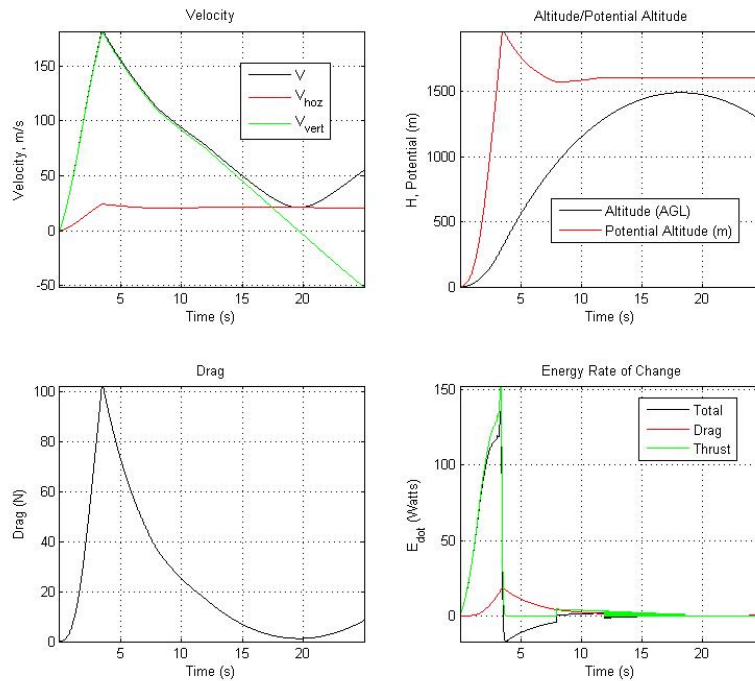 Velocity
150
100
50
0
-50
5
10
15
20
Velocity, m/s
Time (s)
V
V_hoz
V_vert
Altitude/Potential Altitude
1500
1000
500
0
5
10
15
20
H, Potential (m)
Time (s)
Altitude (AGL)
Potential Altitude (m)
Drag
100
80
60
40
20
0
5
10
15
20
Drag (N)
Time (s)
Energy Rate of Change
150
100
50
0
5
10
15
20
E_dot (Watts)
Time (s)
Total
Drag
Thrust